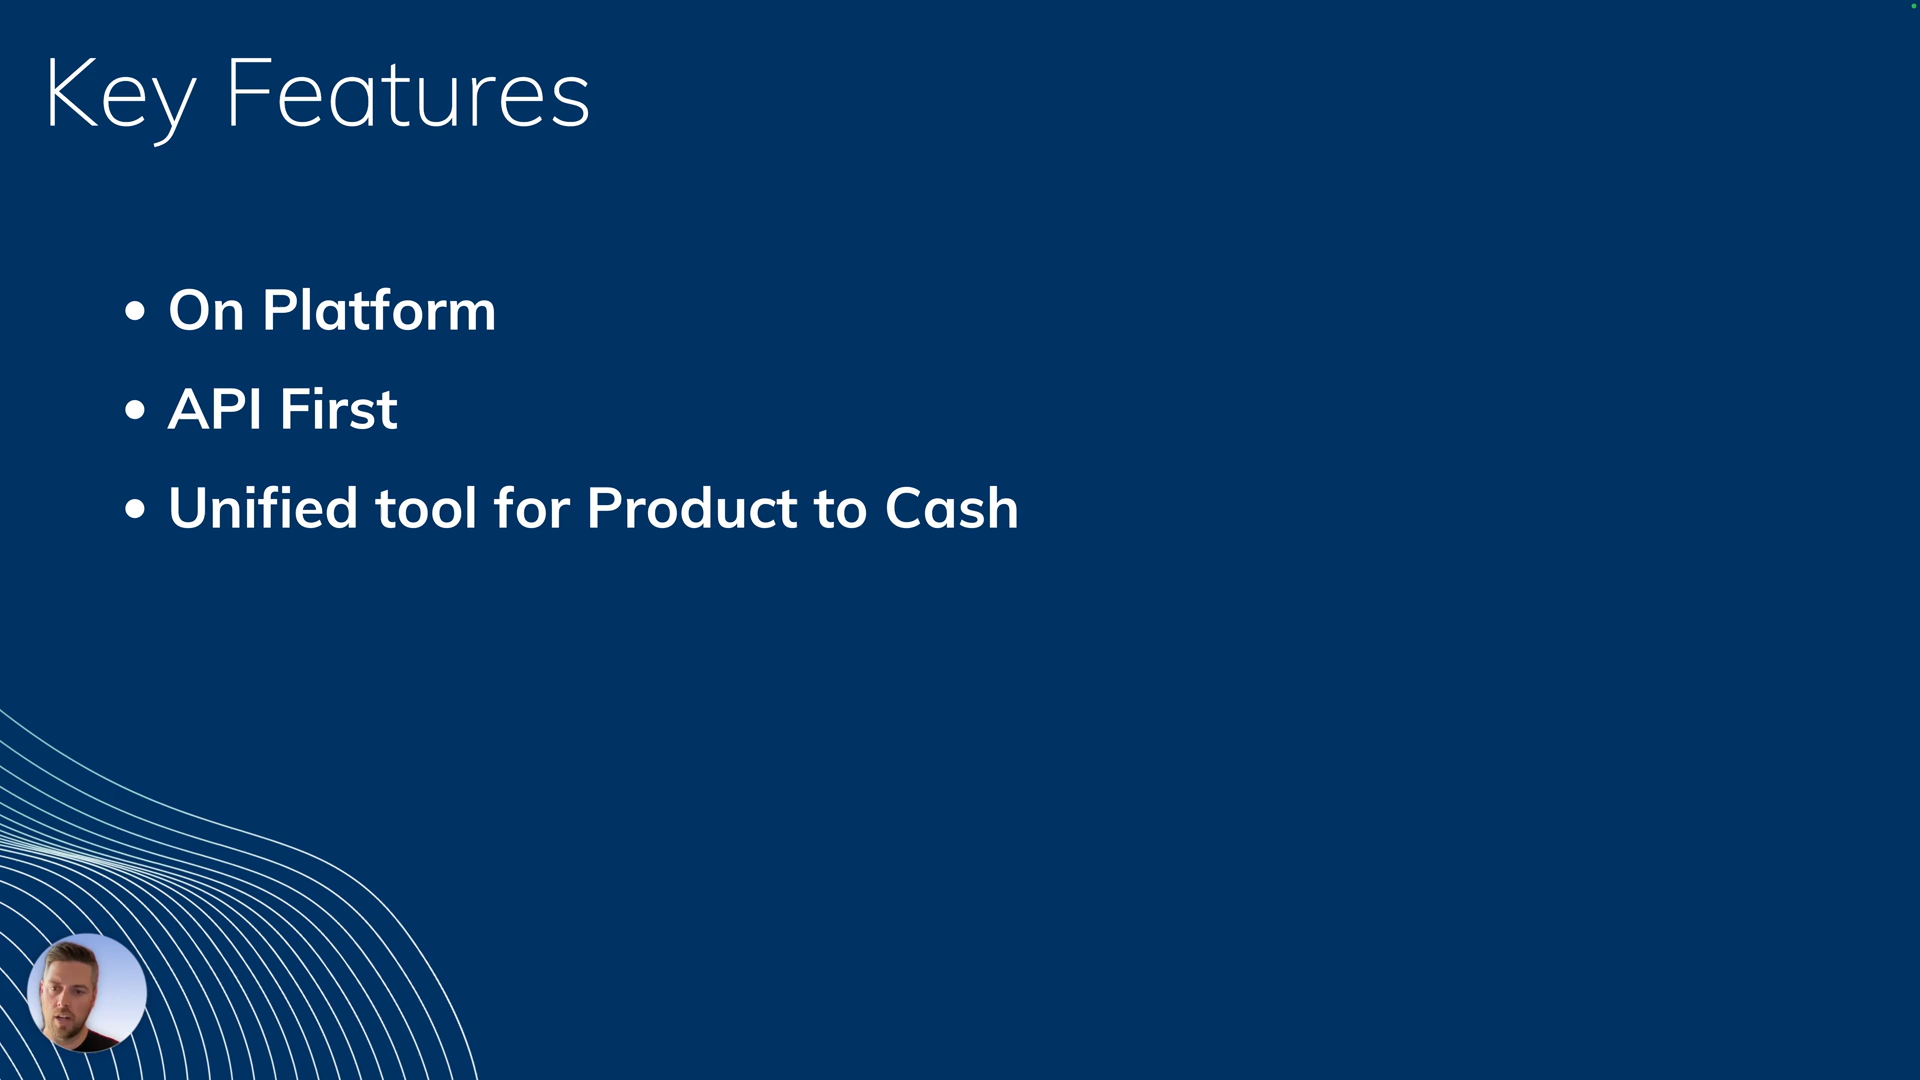 Key Features
• On Platform
• API First
• Unified tool for Product to Cash